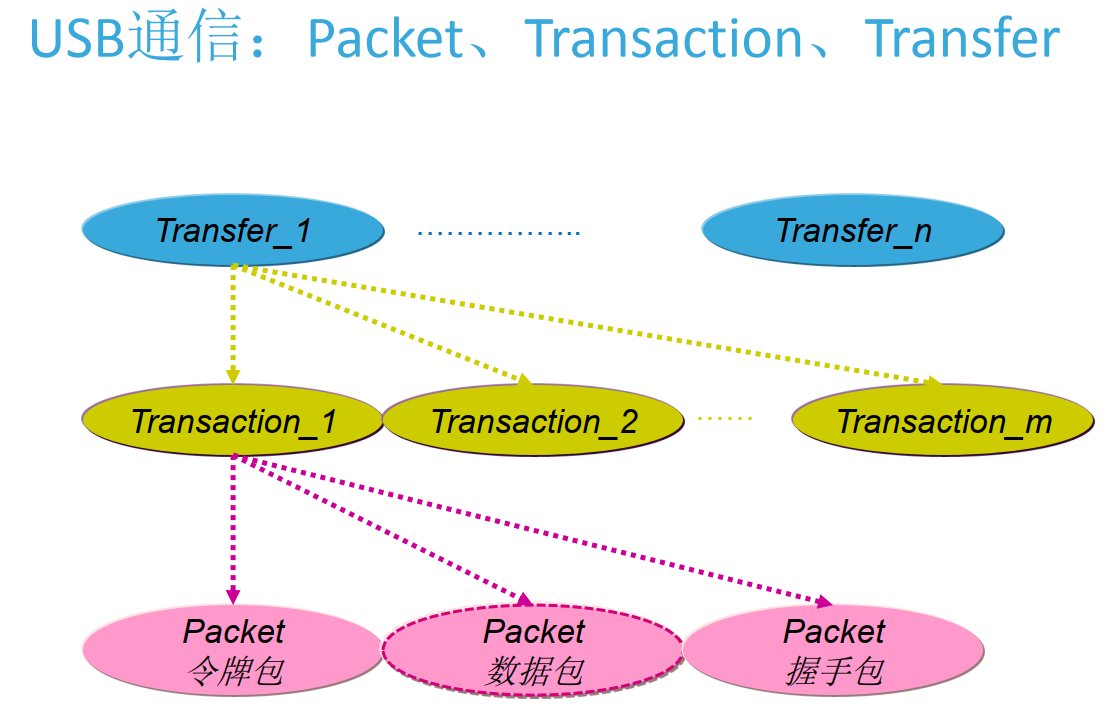 USB通信：Packet、Transaction、Transfer
Transfer_1 ................. Transfer_n
Transaction_1 Transaction_2 ...... Transaction_m
Packet Packet Packet
令牌包 数据包 握手包